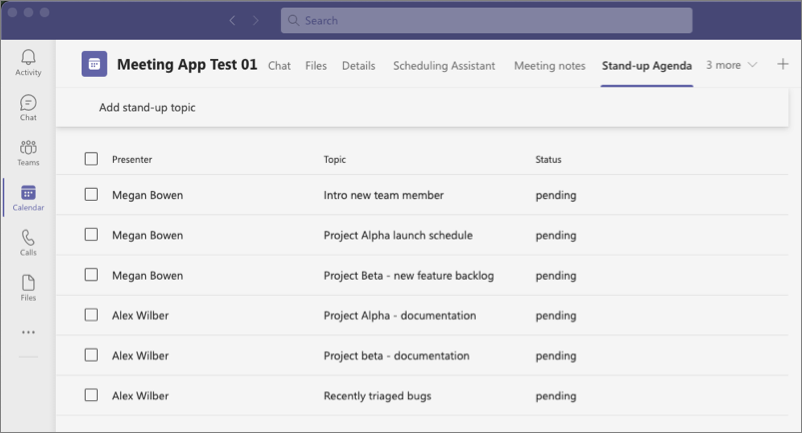 Search
Meeting App Test 01 Chat Files Details Scheduling Assistant Meeting notes Stand-up Agenda 3 more
Activity
Add stand-up topic
Chat
Presenter Topic Status
Teams
Megan Bowen Intro new team member pending
Calendar
Megan Bowen Project Alpha launch schedule pending
Calls
Megan Bowen Project Beta - new feature backlog pending
Files
Alex Wilber Project Alpha - documentation pending
Alex Wilber Project beta - documentation pending
Alex Wilber Recently triaged bugs pending